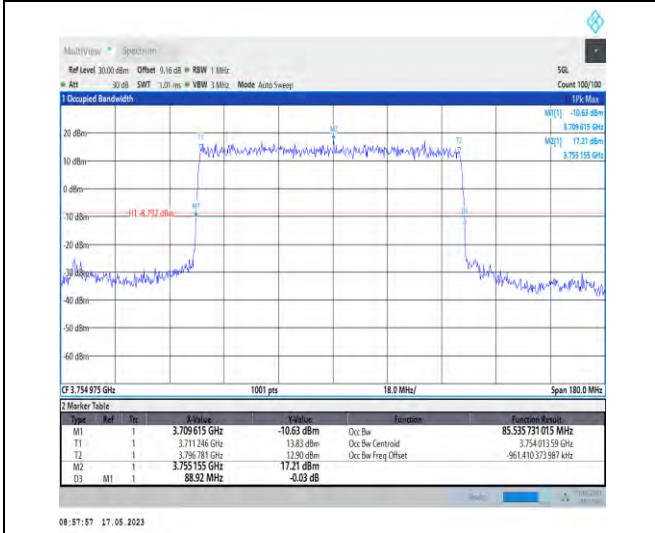 MultiView Spectrum
Ref Level 30.00 dBm Offset 9.16 dB RBW 1 MHz SGL
Att 30 dB SWT 1.01 ms VBW 3 MHz Mode Auto Sweep Count 100/100
1 Occupied Bandwidth 1Pk Max
M1[1] -10.63 dBm
3.709 615 GHz
M2[1] 17.21 dBm
3.755 155 GHz
M2
T1 T2
20 dBm
10 dBm
0 dBm
M1
-10 dBm H1 -8.792 dBm
-20 dBm
-30 dBm
-40 dBm
-50 dBm
-60 dBm
CF 3.754 975 GHz 1001 pts 18.0 MHz/ Span 180.0 MHz
2 Marker Table
Type Ref Trc X-Value Y-Value Function Function Result
M1 1 3.709 615 GHz -10.63 dBm Occ Bw 85.535 731 015 MHz
T1 1 3.711 246 GHz 13.83 dBm Occ Bw Centroid 3.754 013 59 GHz
T2 1 3.796 781 GHz 12.90 dBm Occ Bw Freq Offset -961.410 373 987 kHz
M2 1 3.755 155 GHz 17.21 dBm
D3 M1 1 88.92 MHz -0.03 dB
08:57:57 17.05.2023